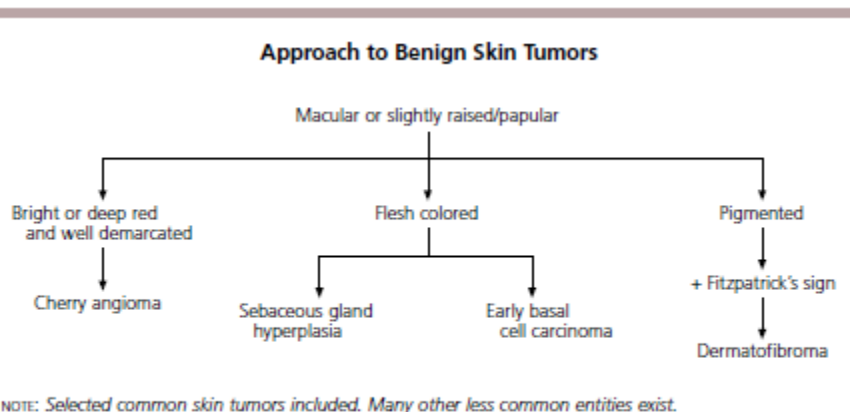 Approach to Benign Skin Tumors
Macular or slightly raised/papular
Bright or deep red
and well demarcated
Flesh colored
Pigmented
Cherry angioma
Sebaceous gland
hyperplasia
Early basal
cell carcinoma
+ Fitzpatrick's sign
Dermatofibroma
NOTE: Selected common skin tumors included. Many other less common entities exist.